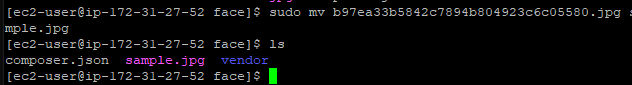 [ec2-user@ip-172-31-27-52 face]$ sudo mv b97ea33b5842c7894b804923c6c05580.jpg
mple.jpg
[ec2-user@ip-172-31-27-52 face]$ ls
composer.json sample.jpg vendor
[ec2-user@ip-172-31-27-52 face]$